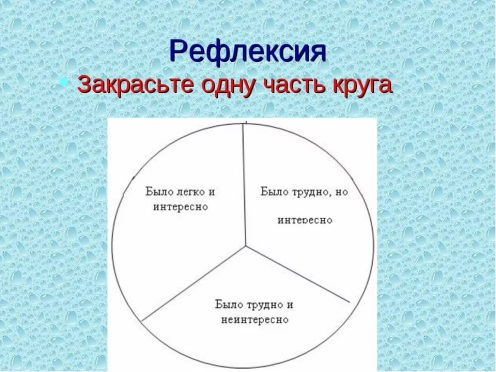 Рефлексия
Закрасьте одну часть круга
Было легко и
интересно
Было трудно, но
интересно
Было трудно и
неинтересно